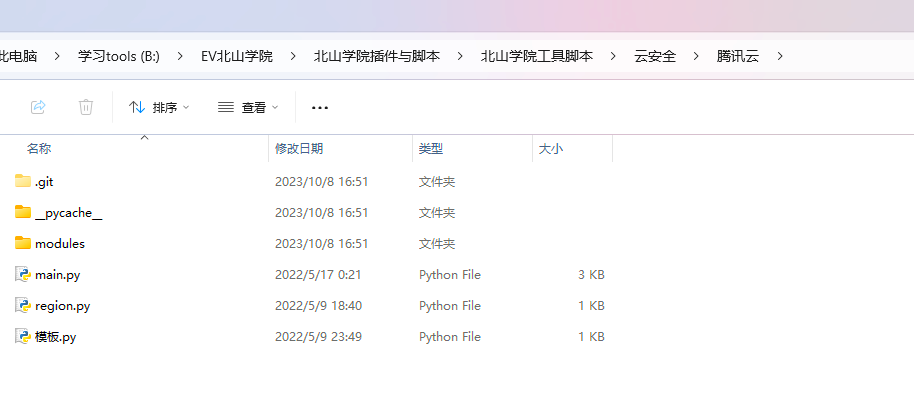 此电脑 > 学习tools (B:) > EV北山学院 > 北山学院插件与脚本 > 北山学院工具脚本 > 云安全 > 腾讯云 >
排序 查看 ...
名称 修改日期 类型 大小
.git 2023/10/8 16:51 文件夹
__pycache__ 2023/10/8 16:51 文件夹
modules 2023/10/8 16:51 文件夹
main.py 2022/5/17 0:21 Python File 3 KB
region.py 2022/5/9 18:40 Python File 1 KB
模板.py 2022/5/9 23:49 Python File 1 KB